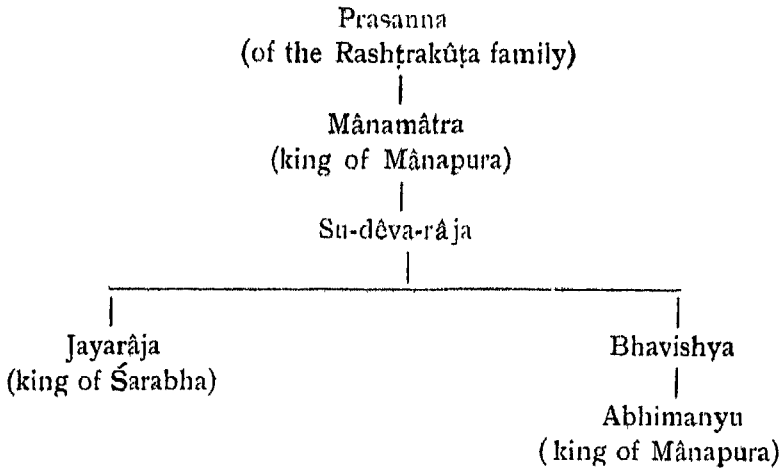 Prasanna
(of the Rashṭrakûṭa family)
Mânamâtra
(king of Mânapura)
Su-dêva-râja
Jayarâja
(king of Śarabha)
Bhavishya
Abhimanyu
(king of Mânapura)